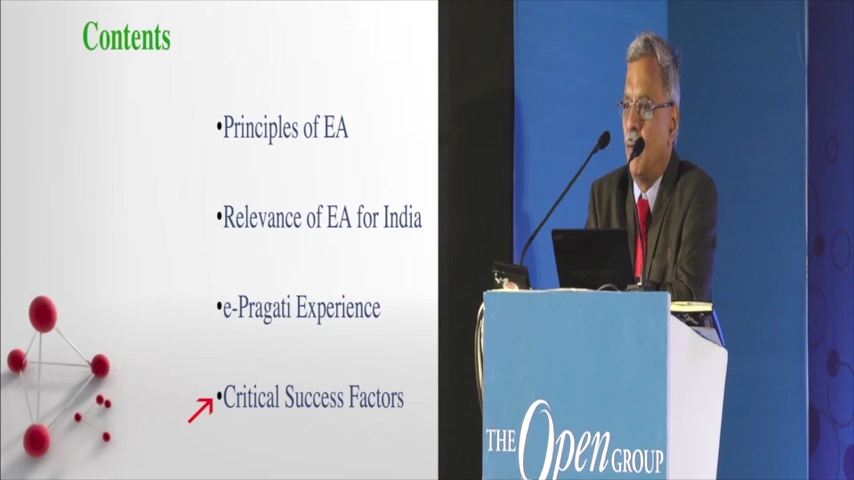 Contents
•Principles of EA
•Relevance of EA for India
•e-Pragati Experience
•Critical Success Factors
THE Open GROUP